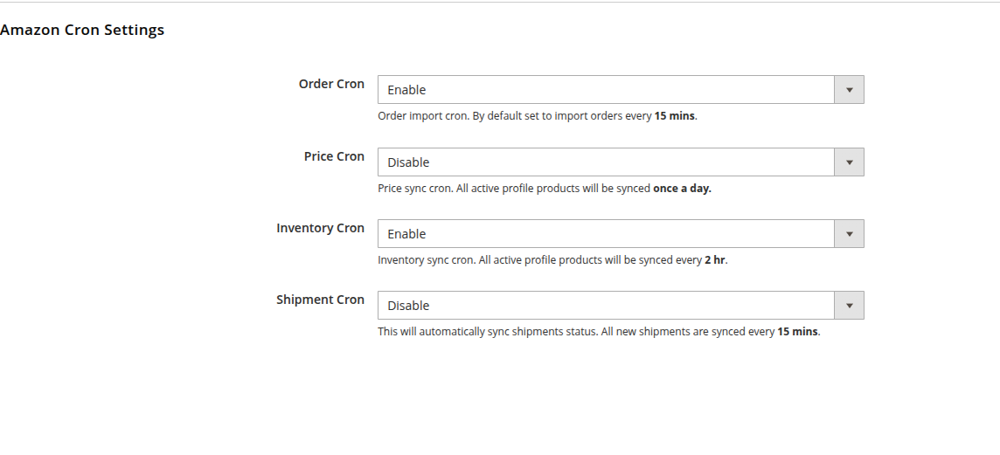 Amazon Cron Settings
Order Cron
Enable
Order import cron. By default set to import orders every 15 mins.
Price Cron
Disable
Price sync cron. All active profile products will be synced once a day.
Inventory Cron
Enable
Inventory sync cron. All active profile products will be synced every 2 hr.
Shipment Cron
Disable
This will automatically sync shipments status. All new shipments are synced every 15 mins.